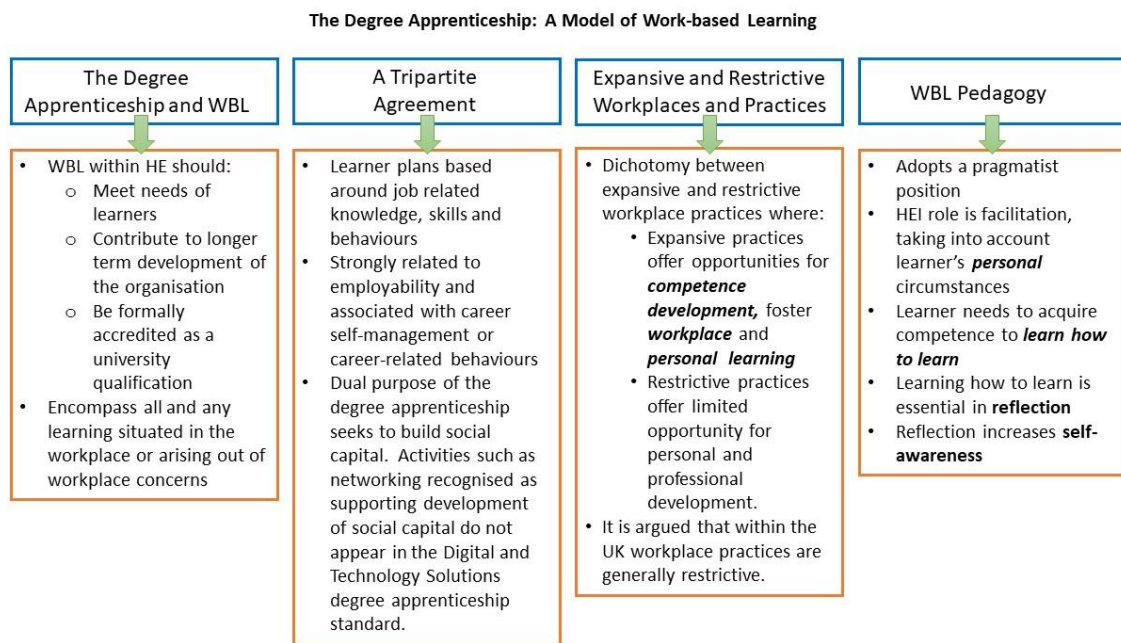 The Degree Apprenticeship: A Model of Work-based Learning
The Degree
Apprenticeship and WBL
• WBL within HE should:
o Meet needs of
learners
o Contribute to longer
term development of
the organisation
o Be formally
accredited as a
university
qualification
• Encompass all and any
learning situated in the
workplace or arising out of
workplace concerns
A Tripartite
Agreement
• Learner plans based
around job related
knowledge, skills and
behaviours
• Strongly related to
employability and
associated with career
self-management or
career-related behaviours
• Dual purpose of the
degree apprenticeship
seeks to build social
capital. Activities such as
networking recognised as
supporting development
of social capital do not
appear in the Digital and
Technology Solutions
degree apprenticeship
standard.
Expansive and Restrictive
Workplaces and Practices
• Dichotomy between
expansive and restrictive
workplace practices where:
• Expansive practices
offer opportunities for
competence
development, foster
workplace and
personal learning
• Restrictive practices
offer limited
opportunity for
personal and
professional
development.
• It is argued that within the
UK workplace practices are
generally restrictive.
WBL Pedagogy
• Adopts a pragmatist
position
• HEI role is facilitation,
taking into account
learner's personal
circumstances
• Learner needs to acquire
competence to learn how
to learn
• Learning how to learn is
essential in reflection
• Reflection increases self-
awareness